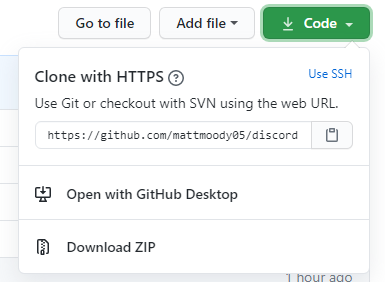 Go to file Add file Code
Clone with HTTPS ? Use SSH
Use Git or checkout with SVN using the web URL.
https://github.com/mattmoody05/discord
Open with GitHub Desktop
Download ZIP
1 hour ago